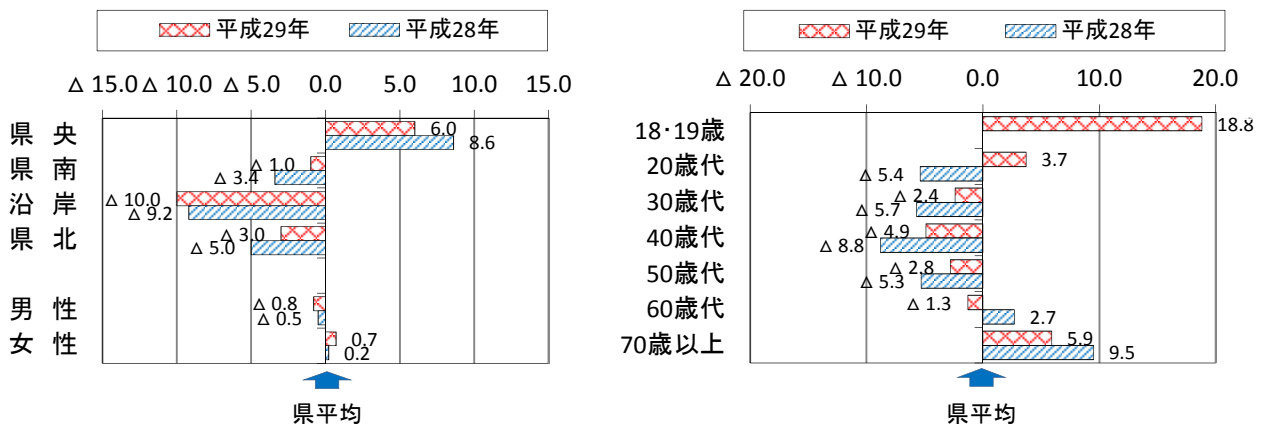 平成29年 平成28年
△ 15.0 △ 10.0 △ 5.0 0.0 5.0 10.0 15.0
県 央 6.0
8.6
県 南 △ 1.0
△ 3.4
沿 岸 △ 10.0
△ 9.2
県 北 △ 3.0
△ 5.0
男 性 △ 0.8
△ 0.5
女 性 0.7
0.2
県平均
平成29年 平成28年
△ 20.0 △ 10.0 0.0 10.0 20.0
18･19歳 18.8
20歳代 3.7
△ 5.4
30歳代 △ 2.4
△ 5.7
40歳代 △ 4.9
△ 8.8
50歳代 △ 2.8
△ 5.3
60歳代 △ 1.3
2.7
70歳以上 5.9
9.5
県平均